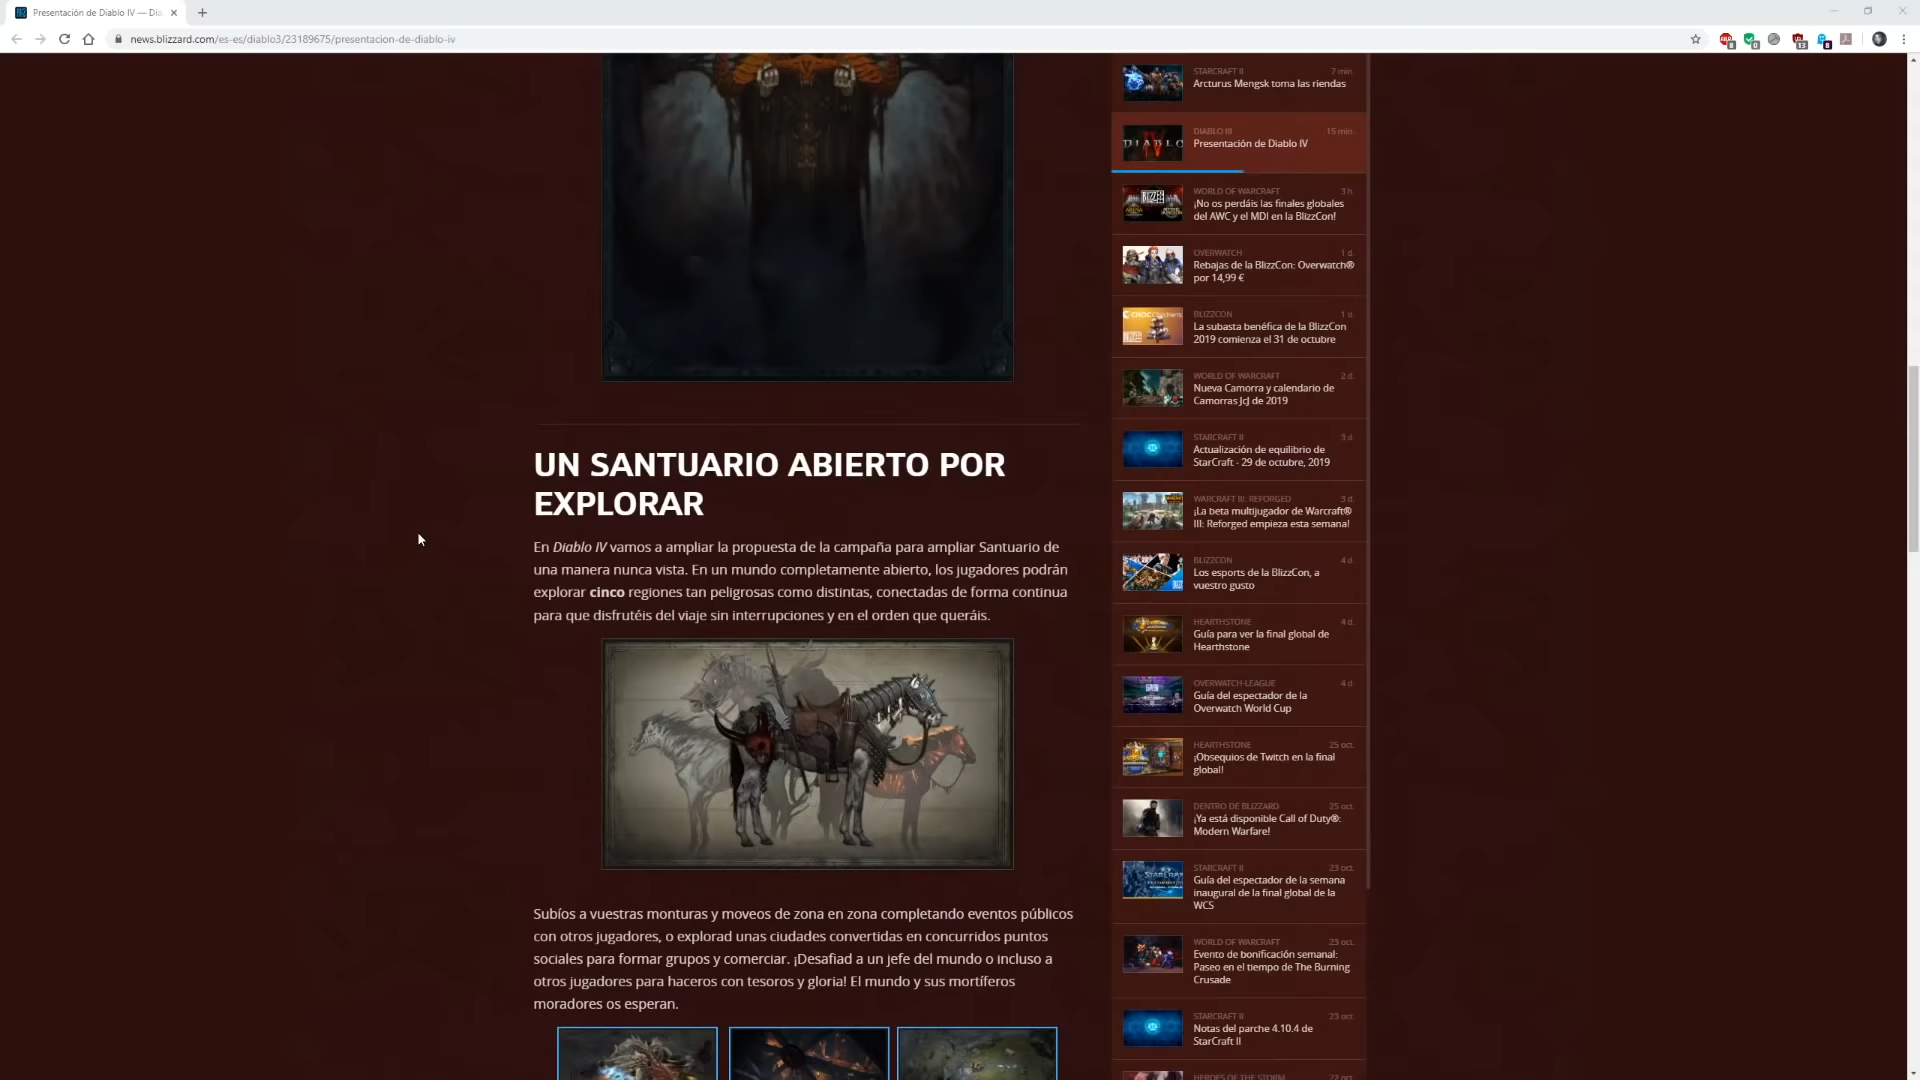 Presentación de Diablo IV — Dia
news.blizzard.com/es-es/diablo3/23189675/presentacion-de-diablo-iv
UN SANTUARIO ABIERTO POR
EXPLORAR
En Diablo IV vamos a ampliar la propuesta de la campaña para ampliar Santuario de
una manera nunca vista. En un mundo completamente abierto, los jugadores podrán
explorar cinco regiones tan peligrosas como distintas, conectadas de forma continua
para que disfrutéis del viaje sin interrupciones y en el orden que queráis.
Subíos a vuestras monturas y moveos de zona en zona completando eventos públicos
con otros jugadores, o explorad unas ciudades convertidas en concurridos puntos
sociales para formar grupos y comerciar. ¡Desafiad a un jefe del mundo o incluso a
otros jugadores para haceros con tesoros y gloria! El mundo y sus mortíferos
moradores os esperan.
STARCRAFT II 7 min.
Arcturus Mengsk toma las riendas
DIABLO III 15 min.
Presentación de Diablo IV
WORLD OF WARCRAFT 3 h.
¡No os perdáis las finales globales
del AWC y el MDI en la BlizzCon!
OVERWATCH 1 d.
Rebajas de la BlizzCon: Overwatch®
por 14,99 €
BLIZZCON 1 d.
La subasta benéfica de la BlizzCon
2019 comienza el 31 de octubre
WORLD OF WARCRAFT 2 d.
Nueva Camorra y calendario de
Camorras JcJ de 2019
STARCRAFT II 3 d.
Actualización de equilibrio de
StarCraft - 29 de octubre, 2019
WARCRAFT III: REFORGED 3 d.
¡La beta multijugador de Warcraft®
III: Reforged empieza esta semana!
BLIZZCON 4 d.
Los esports de la BlizzCon, a
vuestro gusto
HEARTHSTONE 4 d.
Guía para ver la final global de
Hearthstone
OVERWATCH-LEAGUE 4 d.
Guía del espectador de la
Overwatch World Cup
HEARTHSTONE 25 oct.
¡Obsequios de Twitch en la final
global!
DENTRO DE BLIZZARD 25 oct.
¡Ya está disponible Call of Duty®:
Modern Warfare!
STARCRAFT II 23 oct.
Guía del espectador de la semana
inaugural de la final global de la
WCS
WORLD OF WARCRAFT 23 oct.
Evento de bonificación semanal:
Paseo en el tiempo de The Burning
Crusade
STARCRAFT II 23 oct.
Notas del parche 4.10.4 de
StarCraft II
HEROES OF THE STORM 22 oct.